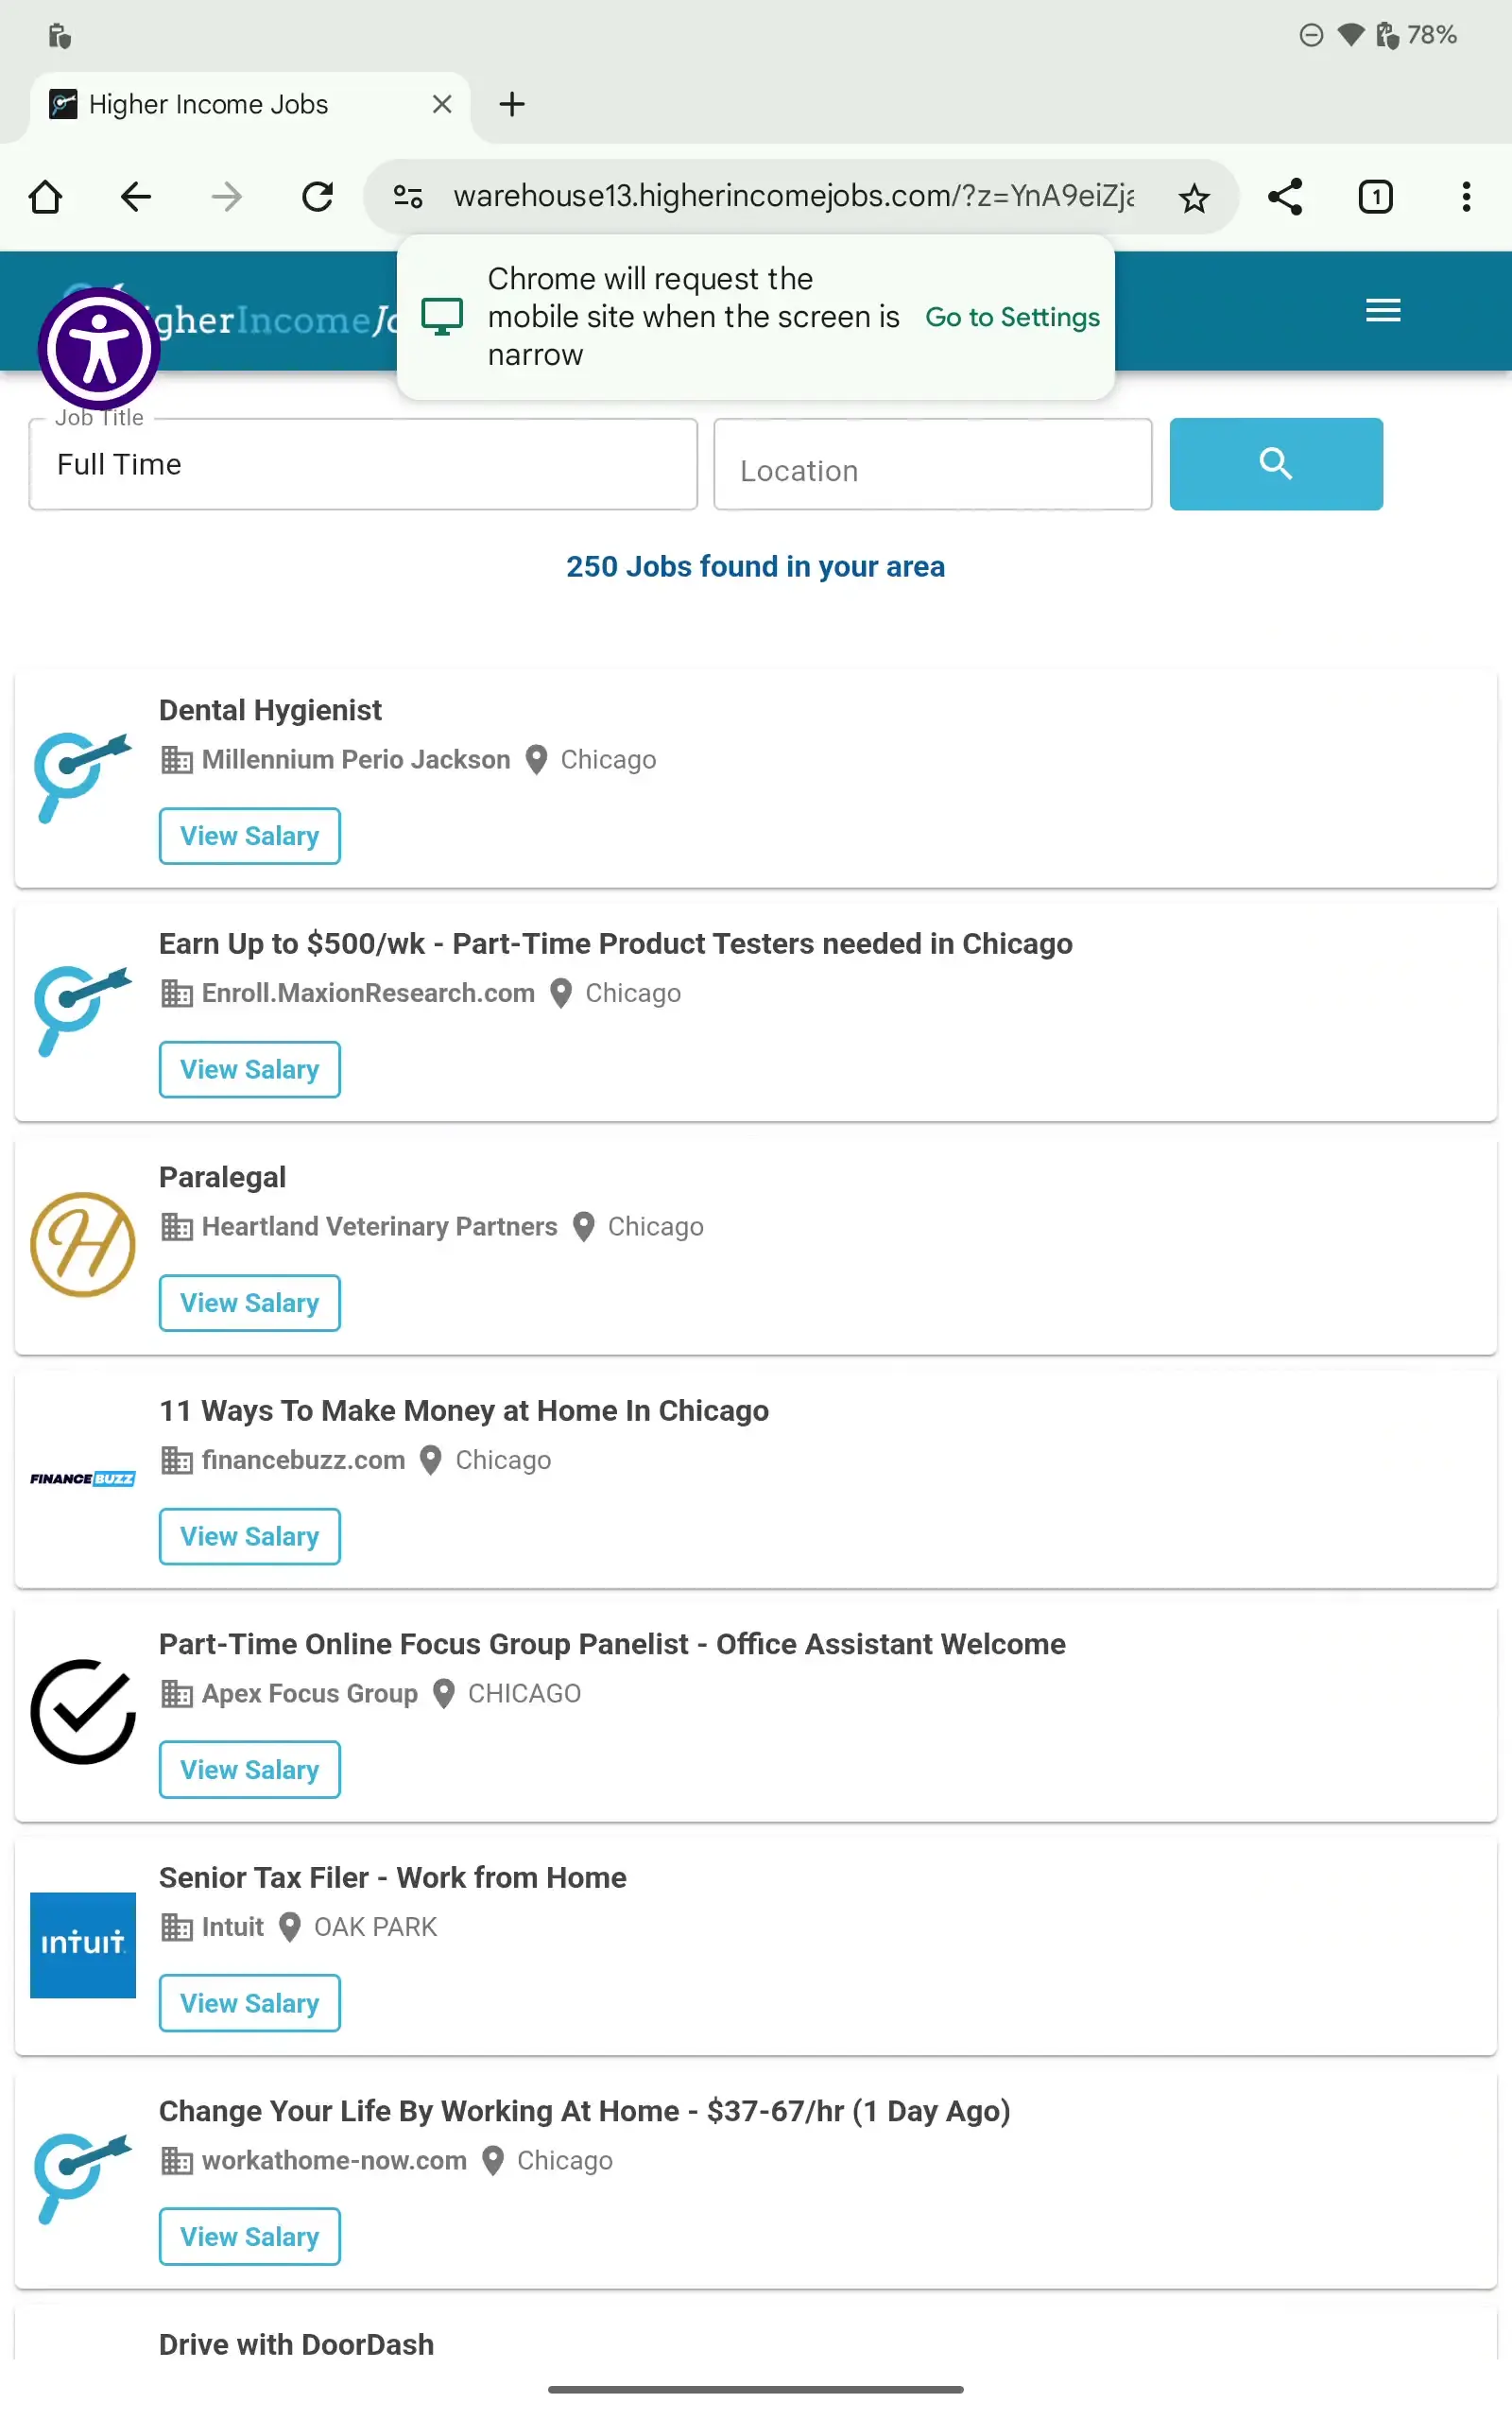 78%
Higher Income Jobs
warehouse13.higherincomejobs.com/?z=YnA9eiZj
1
Chrome will request the
mobile site when the screen is
narrow
Go to Settings
gherIncomeJ
Job Title
Full Time
Location
250 Jobs found in your area
Dental Hygienist
Millennium Perio Jackson Chicago
View Salary
Earn Up to $500/wk - Part-Time Product Testers needed in Chicago
Enroll.MaxionResearch.com Chicago
View Salary
Paralegal
H
Heartland Veterinary Partners Chicago
View Salary
11 Ways To Make Money at Home In Chicago
financebuzz.com Chicago
FINANCE BUZZ
View Salary
Part-Time Online Focus Group Panelist - Office Assistant Welcome
Apex Focus Group CHICAGO
View Salary
Senior Tax Filer - Work from Home
Intuit OAK PARK
INTUIT
View Salary
Change Your Life By Working At Home - $37-67/hr (1 Day Ago)
workathome-now.com Chicago
View Salary
Drive with DoorDash